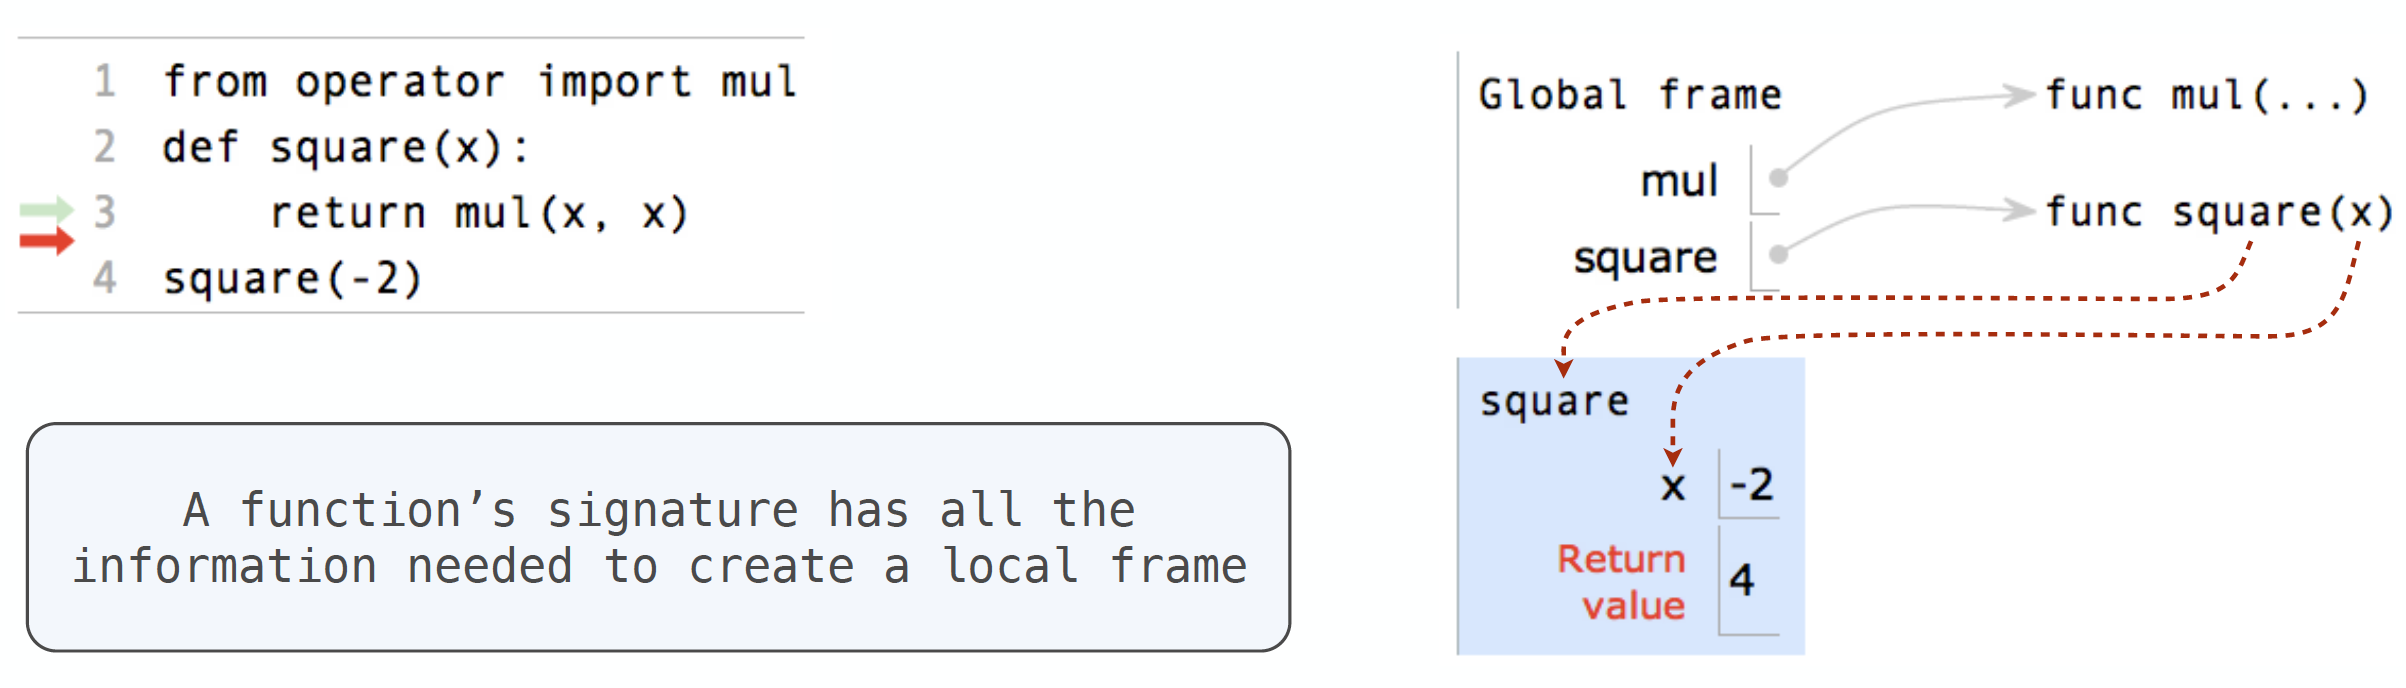 1 from operator import mul
2 def square(x):
3     return mul(x, x)
4 square(-2)
A function’s signature has all the
information needed to create a local frame
Global frame
mul
square
func mul(...)
func square(x)
square
x -2
Return
value
4